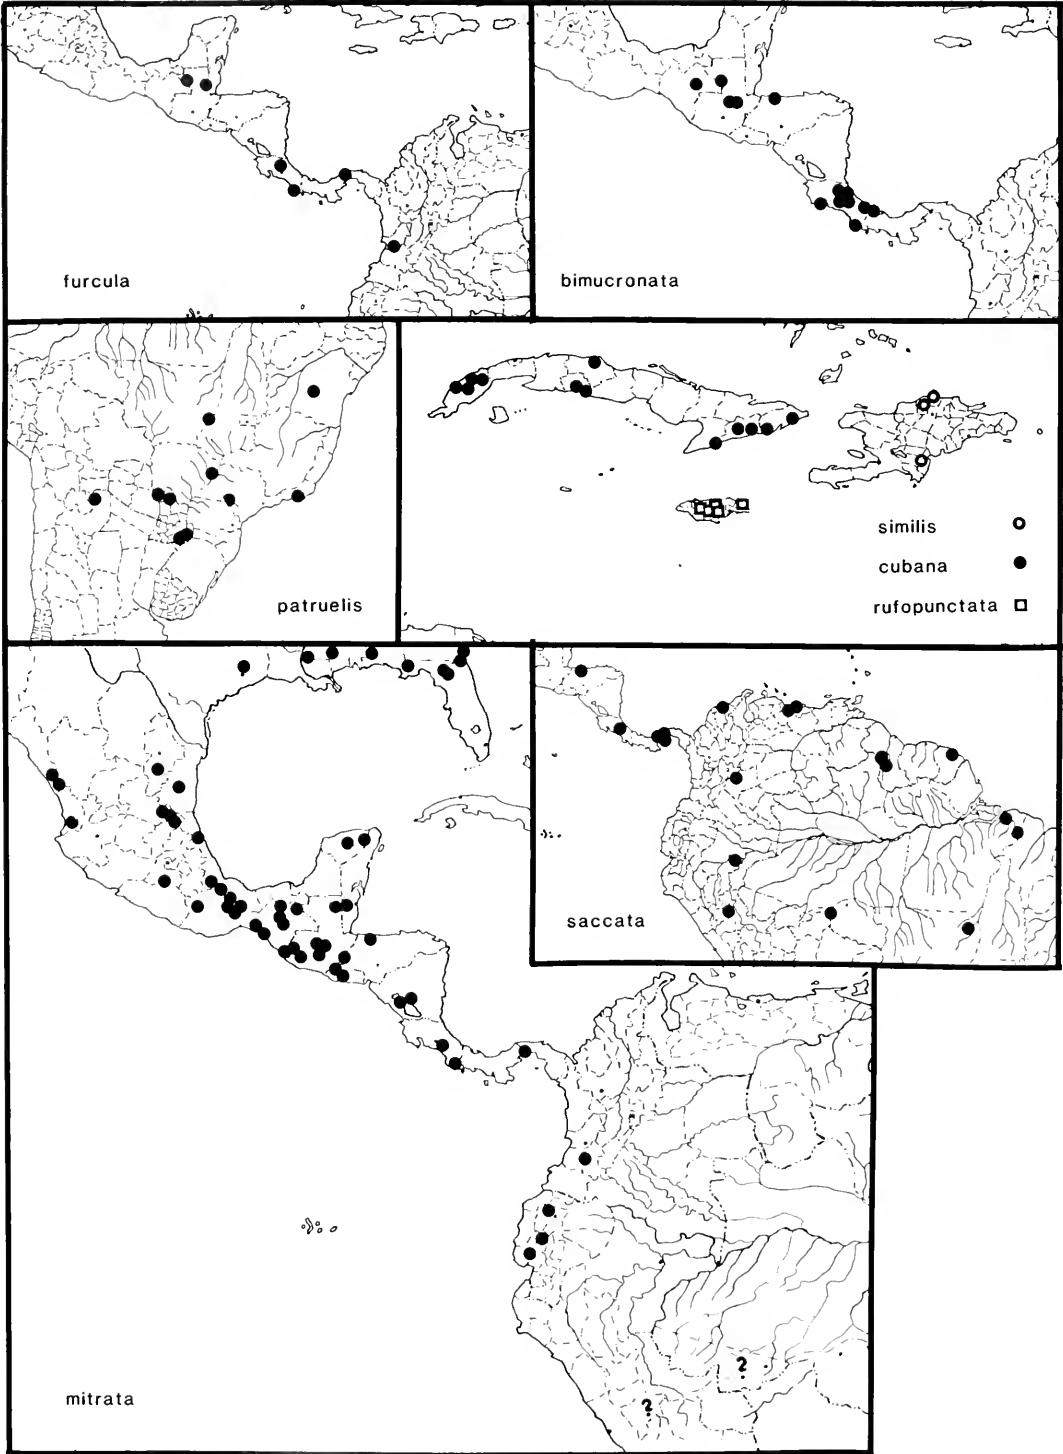 furcula
bimucronata
patruelis
similis
cubana
rufopunctata
saccata
mitrata
?
?